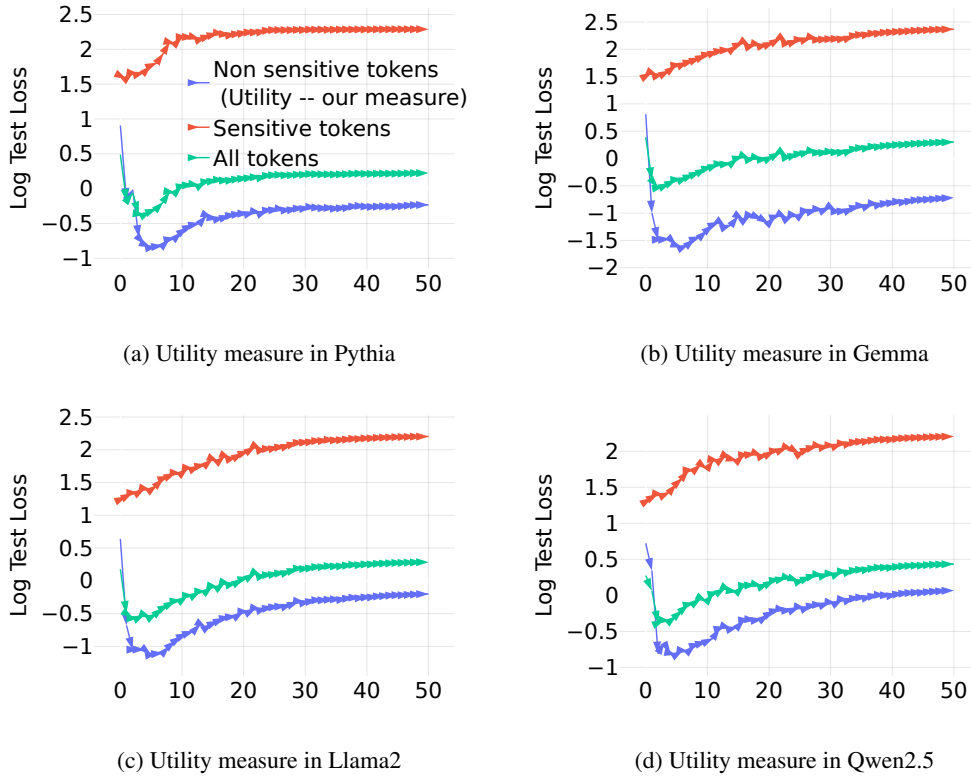 2.5
2
1.5
1
0.5
0
−0.5
−1
Log Test Loss
0 10 20 30 40 50
Non sensitive tokens
(Utility -- our measure)
Sensitive tokens
All tokens
(a) Utility measure in Pythia
2.5
2
1.5
1
0.5
0
−0.5
−1
−1.5
−2
Log Test Loss
0 10 20 30 40 50
(b) Utility measure in Gemma
2.5
2
1.5
1
0.5
0
−0.5
−1
Log Test Loss
0 10 20 30 40 50
(c) Utility measure in Llama2
2
1.5
1
0.5
0
−0.5
−1
Log Test Loss
0 10 20 30 40 50
(d) Utility measure in Qwen2.5